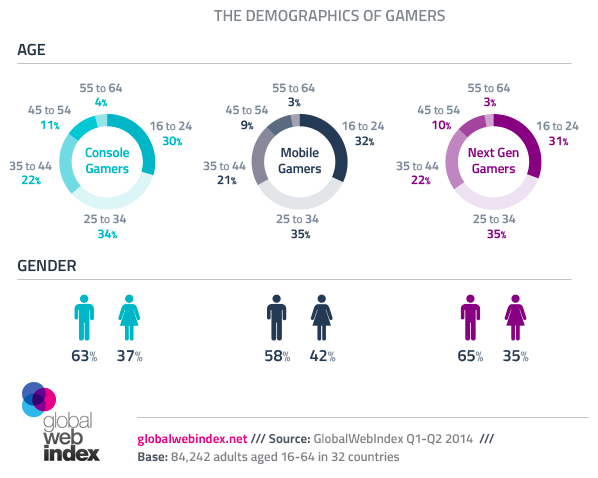 THE DEMOGRAPHICS OF GAMERS
AGE
55 to 64
4%
45 to 54
11%
16 to 24
30%
Console
Gamers
35 to 44
22%
25 to 34
34%
55 to 64
3%
45 to 54
9%
16 to 24
32%
Mobile
Gamers
35 to 44
21%
25 to 34
35%
55 to 64
3%
45 to 54
10%
16 to 24
31%
Next Gen
Gamers
35 to 44
22%
25 to 34
35%
GENDER
63% 37% 58% 42% 65% 35%
global
web
index
globalwebindex.net /// Source: GlobalWebIndex Q1-Q2 2014 ///
Base: 84,242 adults aged 16-64 in 32 countries